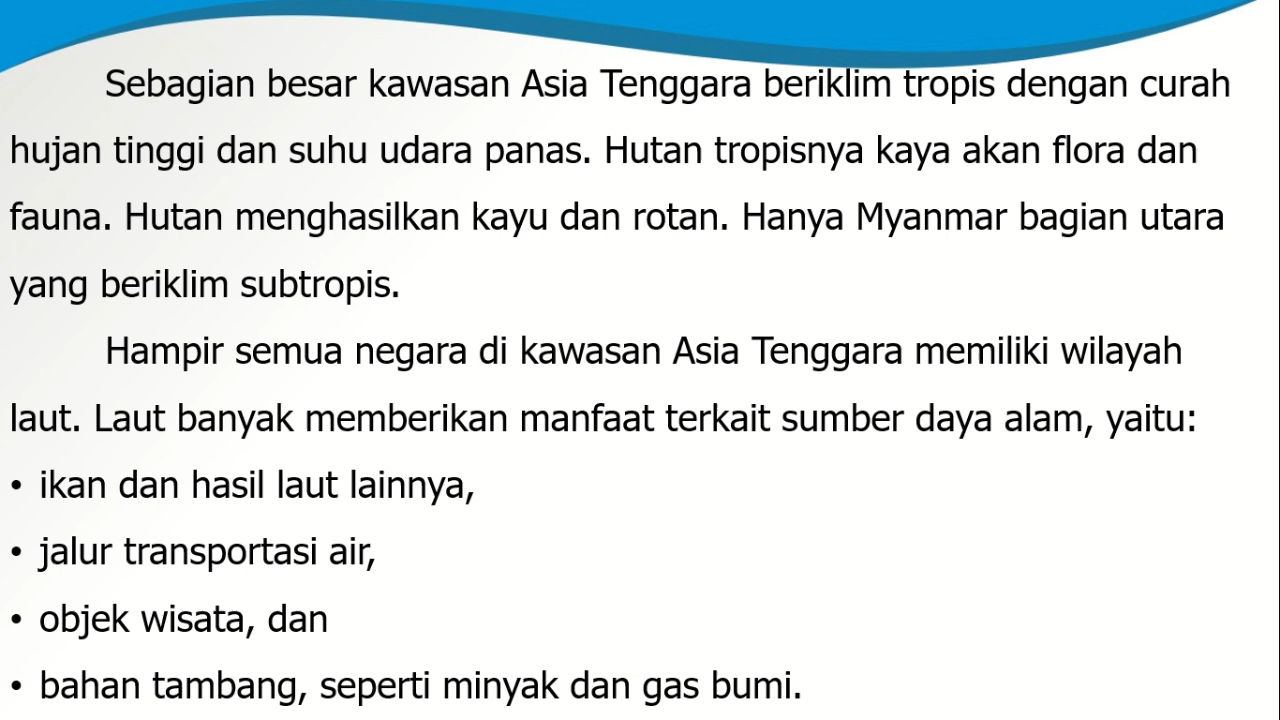 Sebagian besar kawasan Asia Tenggara beriklim tropis dengan curah
hujan tinggi dan suhu udara panas. Hutan tropisnya kaya akan flora dan
fauna. Hutan menghasilkan kayu dan rotan. Hanya Myanmar bagian utara
yang beriklim subtropis.
Hampir semua negara di kawasan Asia Tenggara memiliki wilayah
laut. Laut banyak memberikan manfaat terkait sumber daya alam, yaitu:
• ikan dan hasil laut lainnya,
• jalur transportasi air,
• objek wisata, dan
• bahan tambang, seperti minyak dan gas bumi.